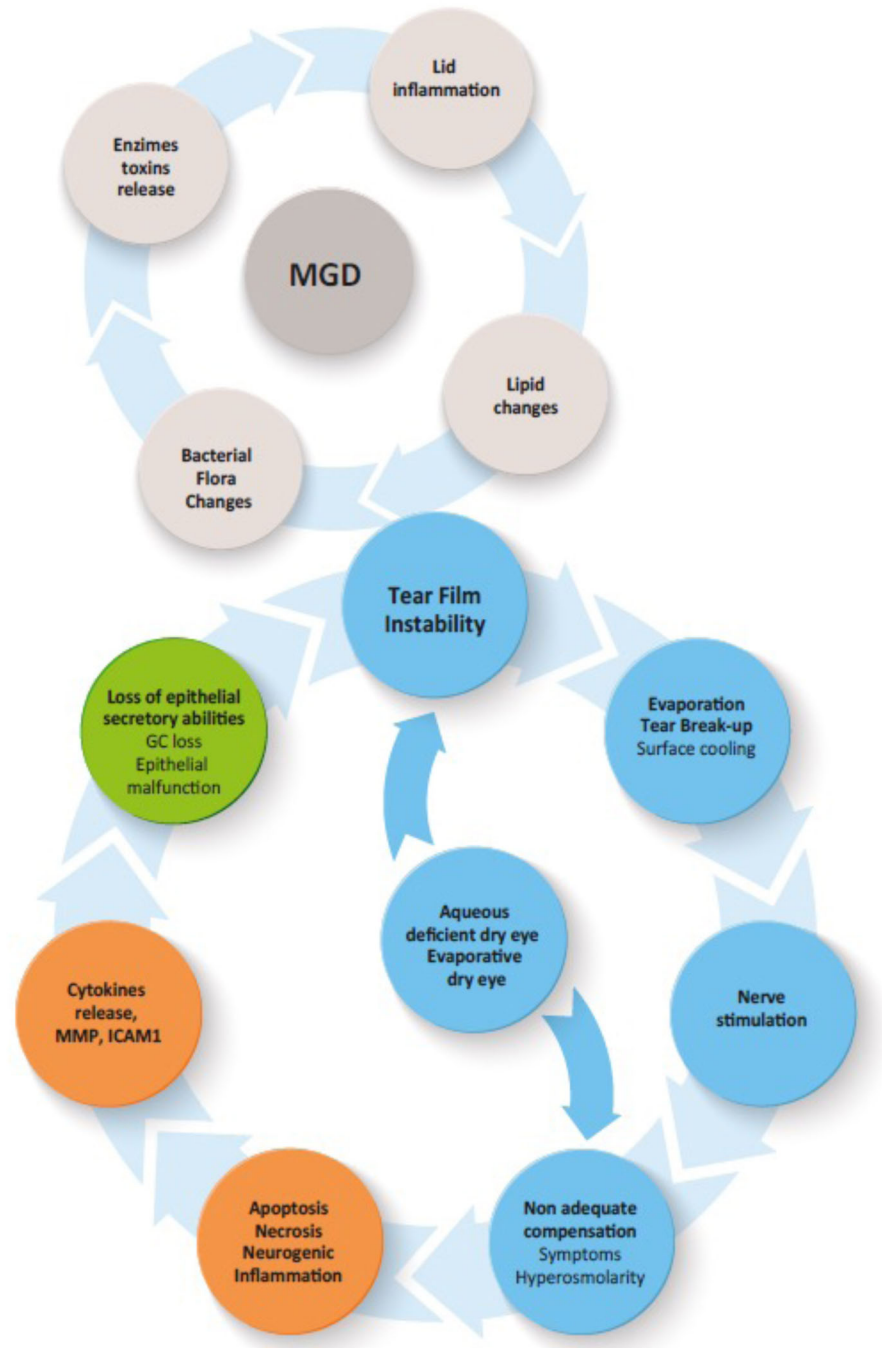 Lid
inflammation
Enzimes
toxins
release
MGD
Lipid
changes
Bacterial
Flora
Changes
Tear Film
Instability
Loss of epithelial
secretory abilities
GC loss
Epithelial
malfunction
Evaporation
Tear Break-up
Surface cooling
Aqueous
deficient dry eye
Evaporative
dry eye
Cytokines
release,
MMP, ICAM1
Nerve
stimulation
Apoptosis
Necrosis
Neurogenic
Inflammation
Non adequate
compensation
Symptoms
Hyperosmolarity